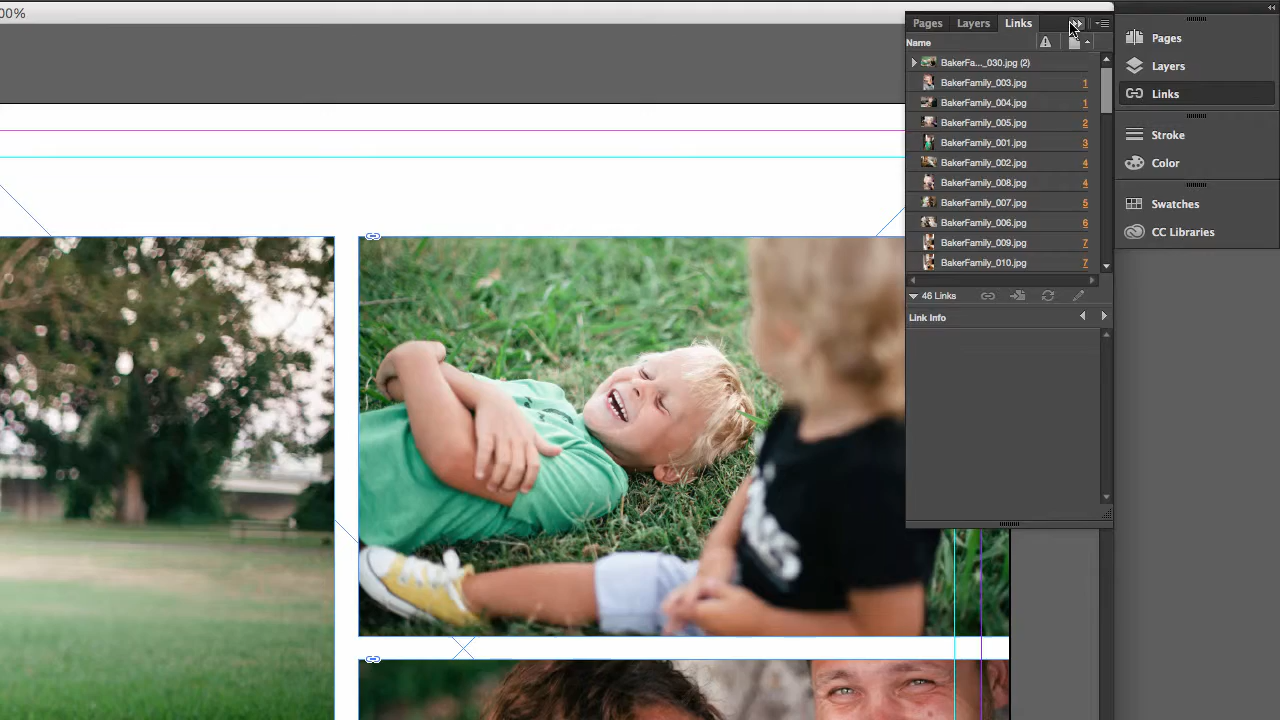 00%
Pages Layers Links
Name
BakerFa..._030.jpg (2)
BakerFamily_003.jpg 1
BakerFamily_004.jpg 1
BakerFamily_005.jpg 2
BakerFamily_001.jpg 3
BakerFamily_002.jpg 4
BakerFamily_008.jpg 4
BakerFamily_007.jpg 5
BakerFamily_006.jpg 6
BakerFamily_009.jpg 7
BakerFamily_010.jpg 7
46 Links
Link Info
Pages
Layers
Links
Stroke
Color
Swatches
CC Libraries